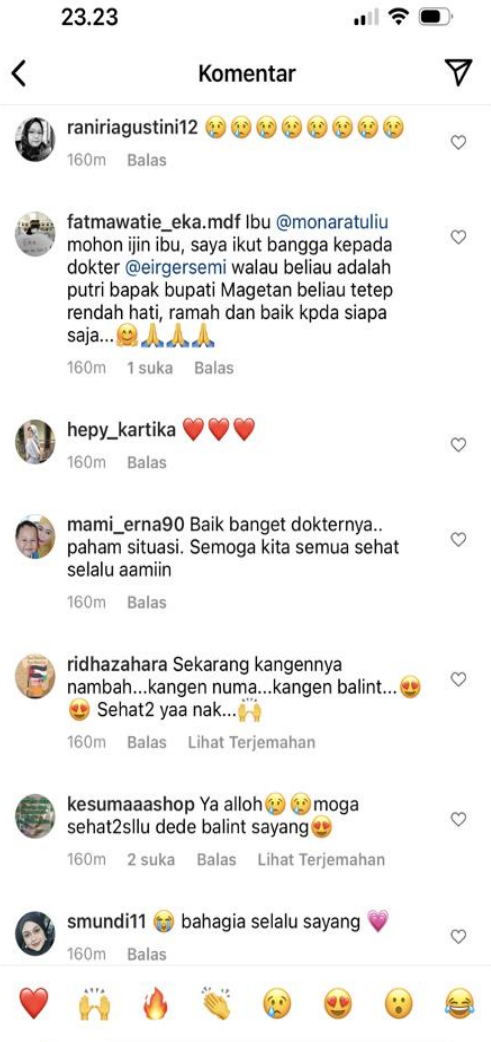 23.23
Komentar
raniriagustini12 😢😢😢😢😢😢😢😢
160m Balas
fatmawatie_eka.mdf Ibu @monaratuliu
mohon ijin ibu, saya ikut bangga kepada
dokter @eirgersemi walau beliau adalah
putri bapak bupati Magetan beliau tetep
rendah hati, ramah dan baik kpda siapa
saja...🤗🙏🙏🙏
160m 1 suka Balas
hepy_kartika ❤️❤️❤️
160m Balas
mami_erna90 Baik banget dokternya..
paham situasi. Semoga kita semua sehat
selalu aamiin
160m Balas
ridhazahara Sekarang kangennya
nambah...kangen numa...kangen balint...😍
😍 Sehat2 yaa nak...🙌
160m Balas Lihat Terjemahan
kesumaaashop Ya alloh😢😢moga
sehat2sllu dede balint sayang😍
160m 2 suka Balas Lihat Terjemahan
smundi11 😭 bahagia selalu sayang 💗
160m Balas
❤️🙌🔥👏😢😍😮😂